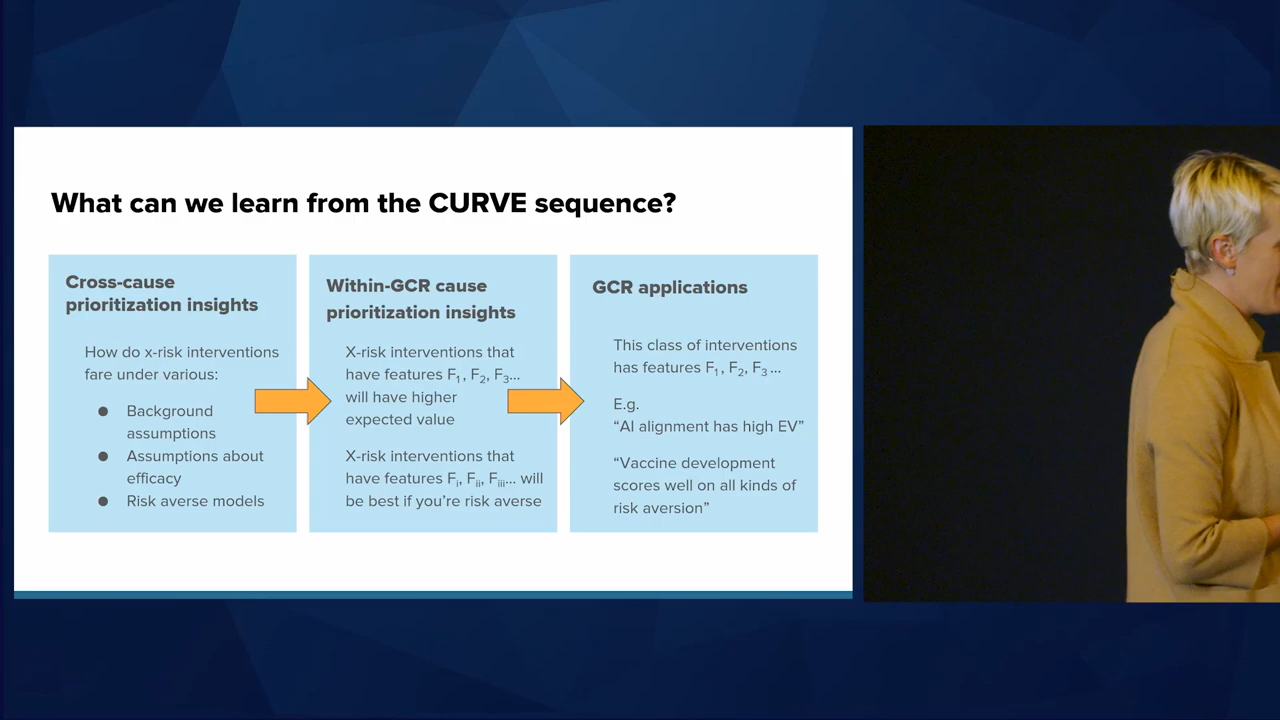 What can we learn from the CURVE sequence?
Cross-cause
prioritization insights
How do x-risk interventions
fare under various:
● Background
assumptions
● Assumptions about
efficacy
● Risk averse models
Within-GCR cause
prioritization insights
X-risk interventions that
have features F₁, F₂, F₃...
will have higher
expected value
X-risk interventions that
have features Fᵢ, Fᵢᵢ, Fᵢᵢᵢ... will
be best if you’re risk averse
GCR applications
This class of interventions
has features F₁, F₂, F₃...
E.g.
“AI alignment has high EV”
“Vaccine development
scores well on all kinds of
risk aversion”